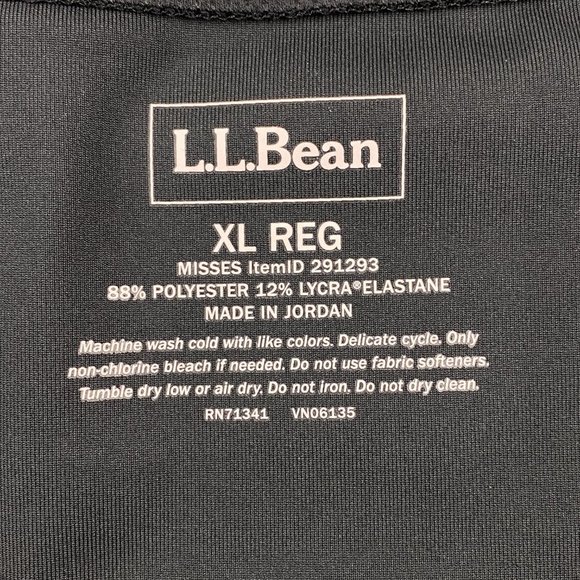 L.L.Bean
XL REG
MISSES ItemID 291293
88% POLYESTER 12% LYCRA®ELASTANE
MADE IN JORDAN
Machine wash cold with like colors. Delicate cycle. Only
non-chlorine bleach if needed. Do not use fabric softeners.
Tumble dry low or air dry. Do not iron. Do not dry clean.
RN71341 VN06135